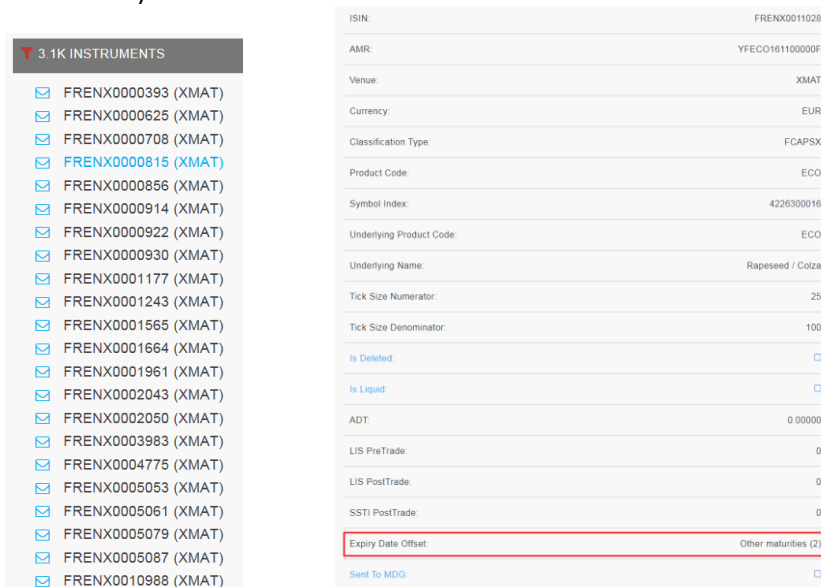 3.1K INSTRUMENTS
FRENX0000393 (XMAT)
FRENX0000625 (XMAT)
FRENX0000708 (XMAT)
FRENX0000815 (XMAT)
FRENX0000856 (XMAT)
FRENX0000914 (XMAT)
FRENX0000922 (XMAT)
FRENX0000930 (XMAT)
FRENX0001177 (XMAT)
FRENX0001243 (XMAT)
FRENX0001565 (XMAT)
FRENX0001664 (XMAT)
FRENX0001961 (XMAT)
FRENX0002043 (XMAT)
FRENX0002050 (XMAT)
FRENX0003983 (XMAT)
FRENX0004775 (XMAT)
FRENX0005053 (XMAT)
FRENX0005061 (XMAT)
FRENX0005079 (XMAT)
FRENX0005087 (XMAT)
FRENX0010988 (XMAT)
ISIN: FRENX0011028
AMR: YFECO161100000F
Venue: XMAT
Currency: EUR
Classification Type: FCAPSX
Product Code: ECO
Symbol Index: 4226300016
Underlying Product Code: ECO
Underlying Name: Rapeseed / Colza
Tick Size Numerator: 25
Tick Size Denominator: 100
Is Deleted:
Is Liquid:
ADT: 0.00000
LIS PreTrade: 0
LIS PostTrade: 0
SSTI PostTrade: 0
Expiry Date Offset: Other maturities (2)
Sent To MDG: